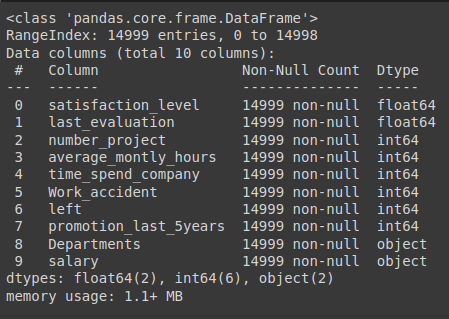 <class 'pandas.core.frame.DataFrame'>
RangeIndex: 14999 entries, 0 to 14998
Data columns (total 10 columns):
 #   Column                 Non-Null Count  Dtype
---  ------                 --------------  -----
 0   satisfaction_level     14999 non-null  float64
 1   last_evaluation        14999 non-null  float64
 2   number_project         14999 non-null  int64
 3   average_montly_hours   14999 non-null  int64
 4   time_spend_company     14999 non-null  int64
 5   Work_accident          14999 non-null  int64
 6   left                   14999 non-null  int64
 7   promotion_last_5years  14999 non-null  int64
 8   Departments            14999 non-null  object
 9   salary                 14999 non-null  object
dtypes: float64(2), int64(6), object(2)
memory usage: 1.1+ MB